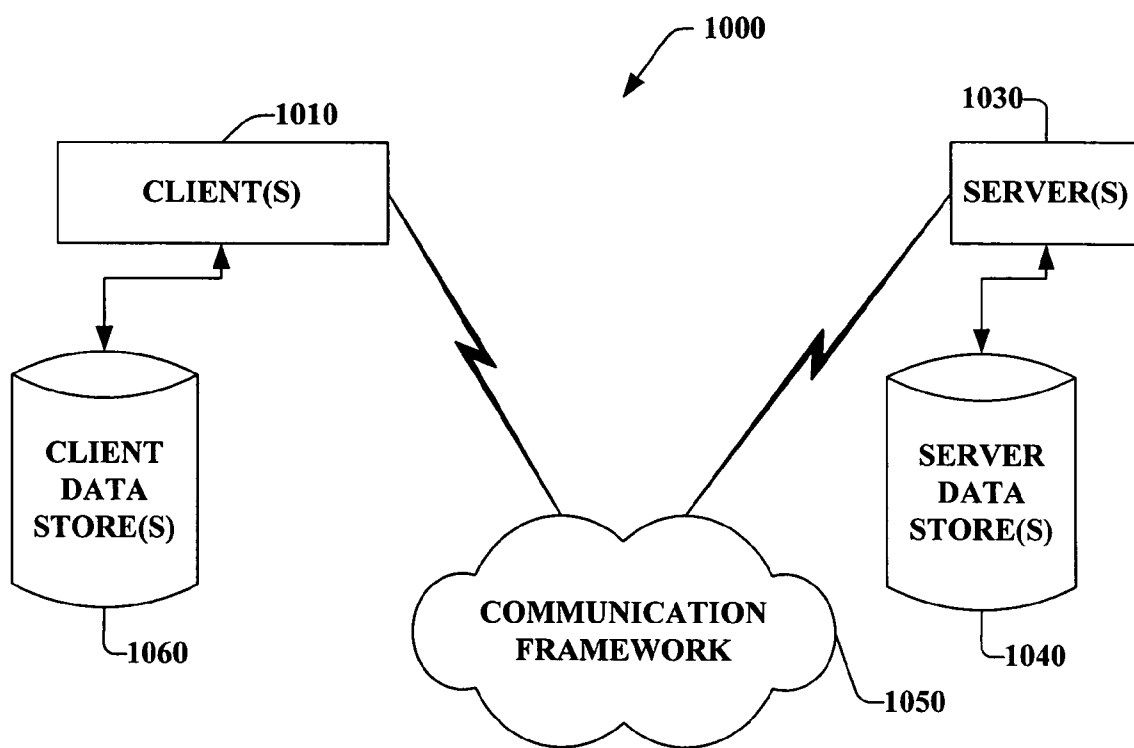 1000
1010
1030
CLIENT(S)
SERVER(S)
CLIENT
DATA
STORE(S)
SERVER
DATA
STORE(S)
COMMUNICATION
FRAMEWORK
1060
1040
1050